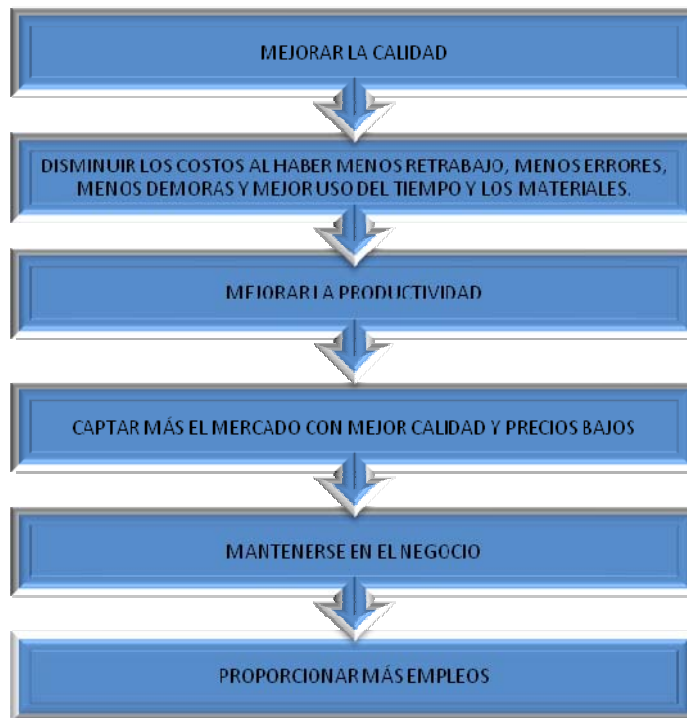 MEJORAR LA CALIDAD
DISMINUIR LOS COSTOS AL HABER MENOS RETRABAJO, MENOS ERRORES,
MENOS DEMORAS Y MEJOR USO DEL TIEMPO Y LOS MATERIALES.
MEJORAR LA PRODUCTIVIDAD
CAPTAR MÁS EL MERCADO CON MEJOR CALIDAD Y PRECIOS BAJOS
MANTENERSE EN EL NEGOCIO
PROPORCIONAR MÁS EMPLEOS